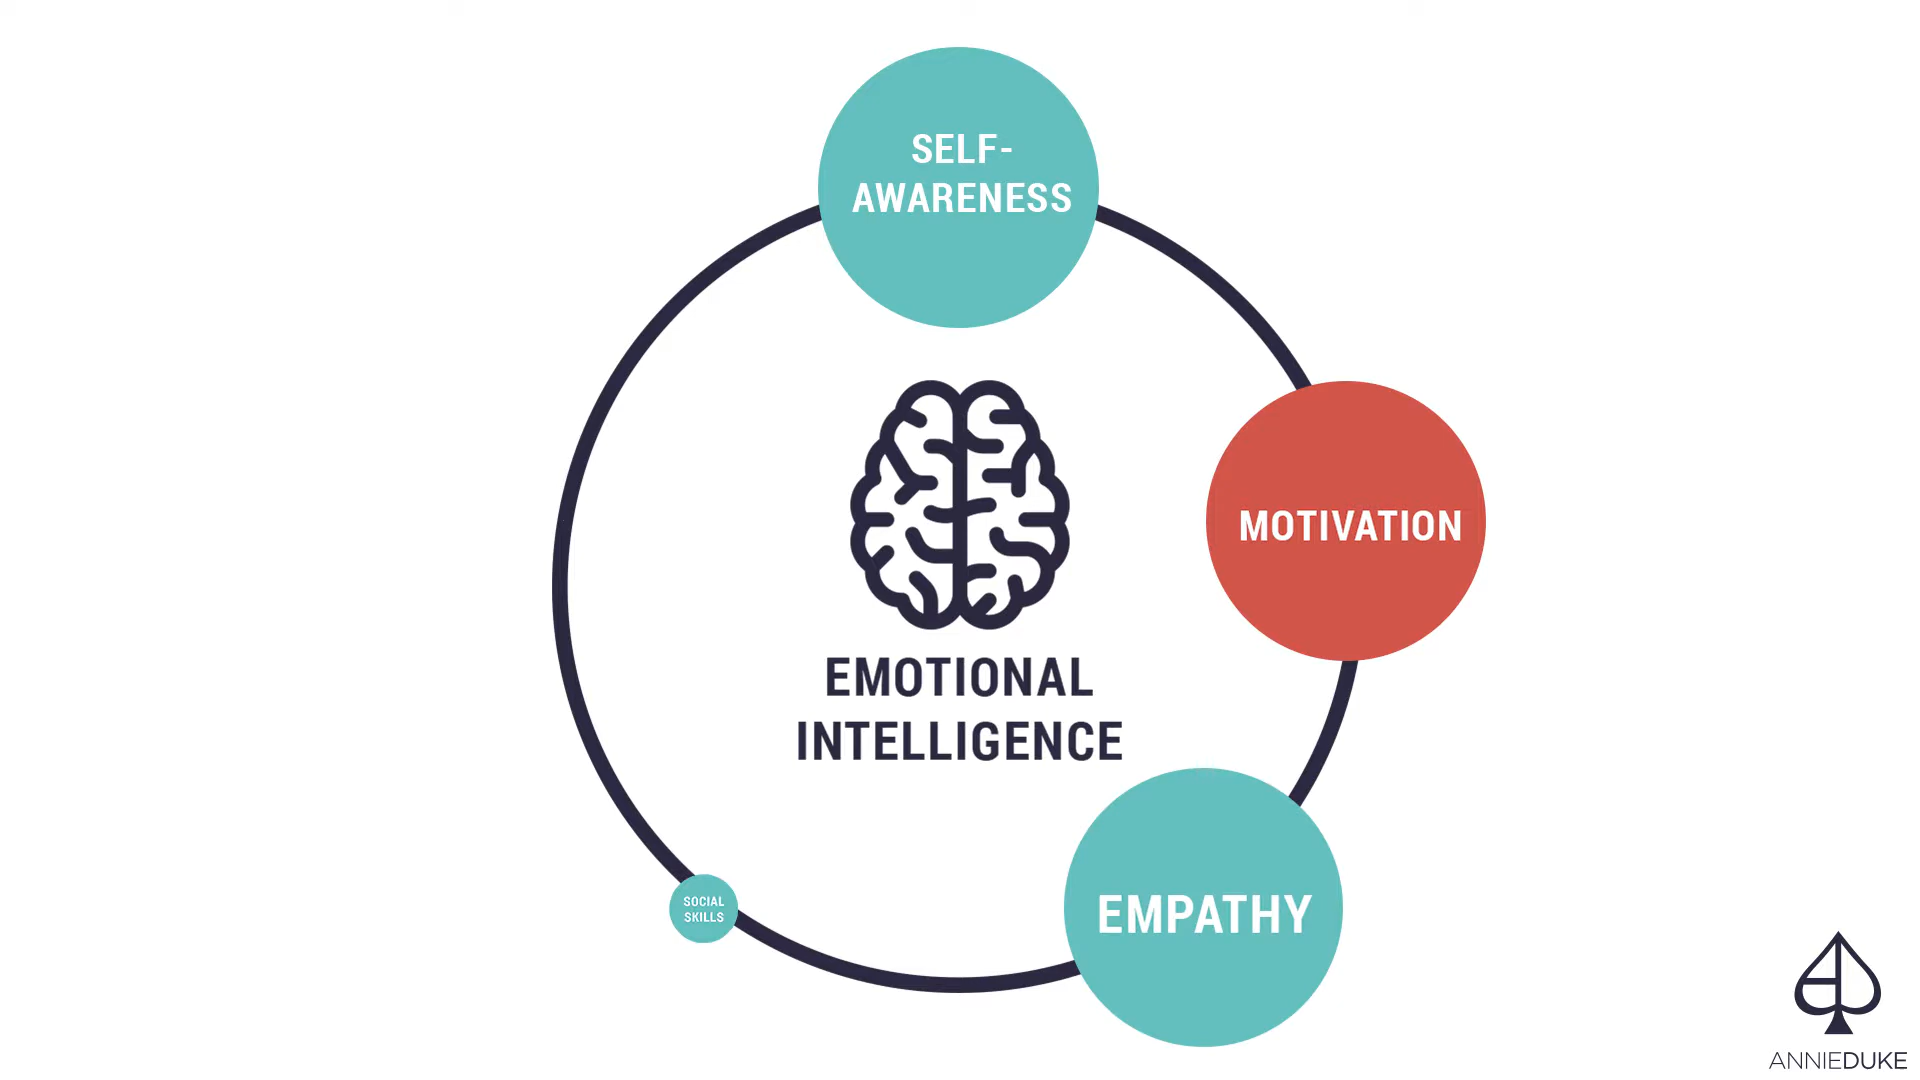 SELF-
AWARENESS
MOTIVATION
EMOTIONAL
INTELLIGENCE
EMPATHY
SOCIAL
SKILLS
ANNIEDUKE